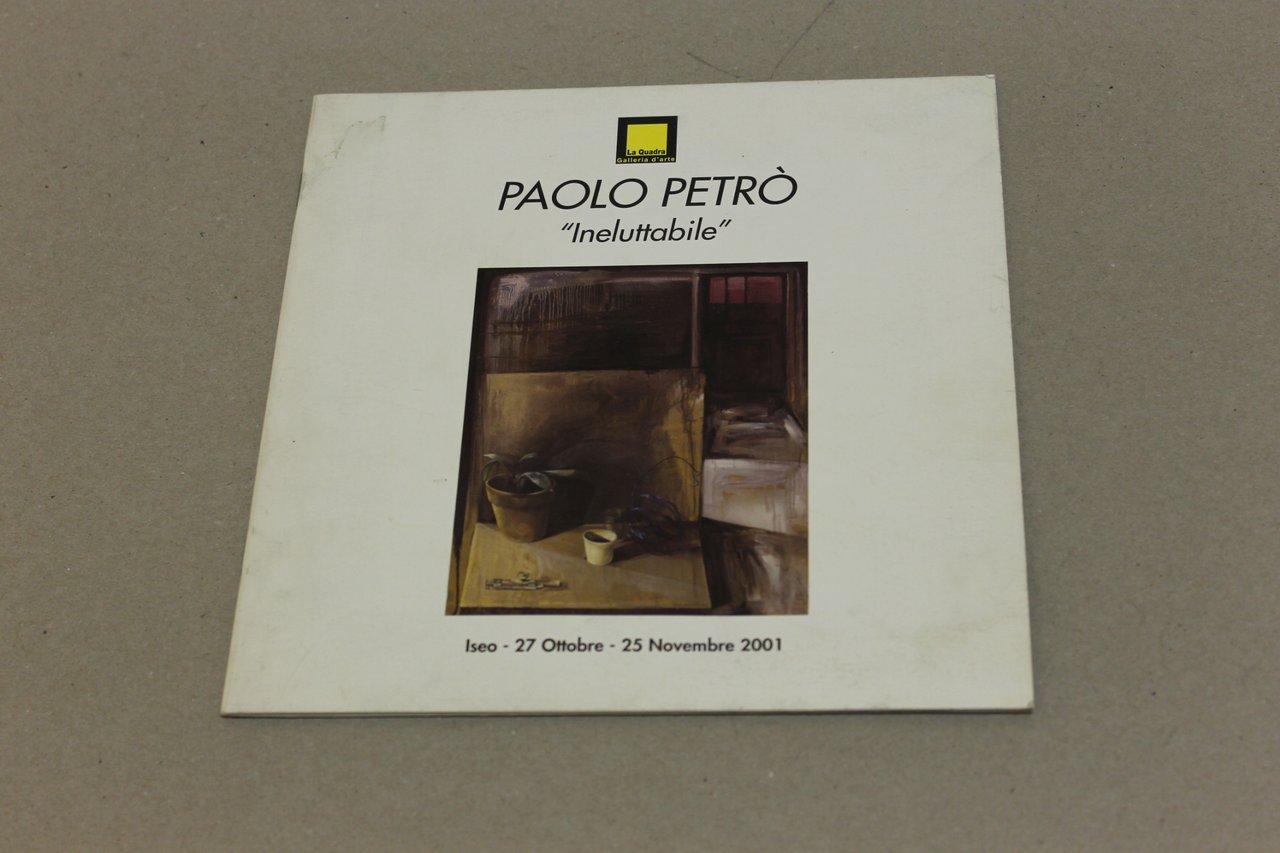 La Quadra
Galleria d'arte
PAOLO PETRÒ
"Ineluttabile"
Iseo - 27 Ottobre - 25 Novembre 2001